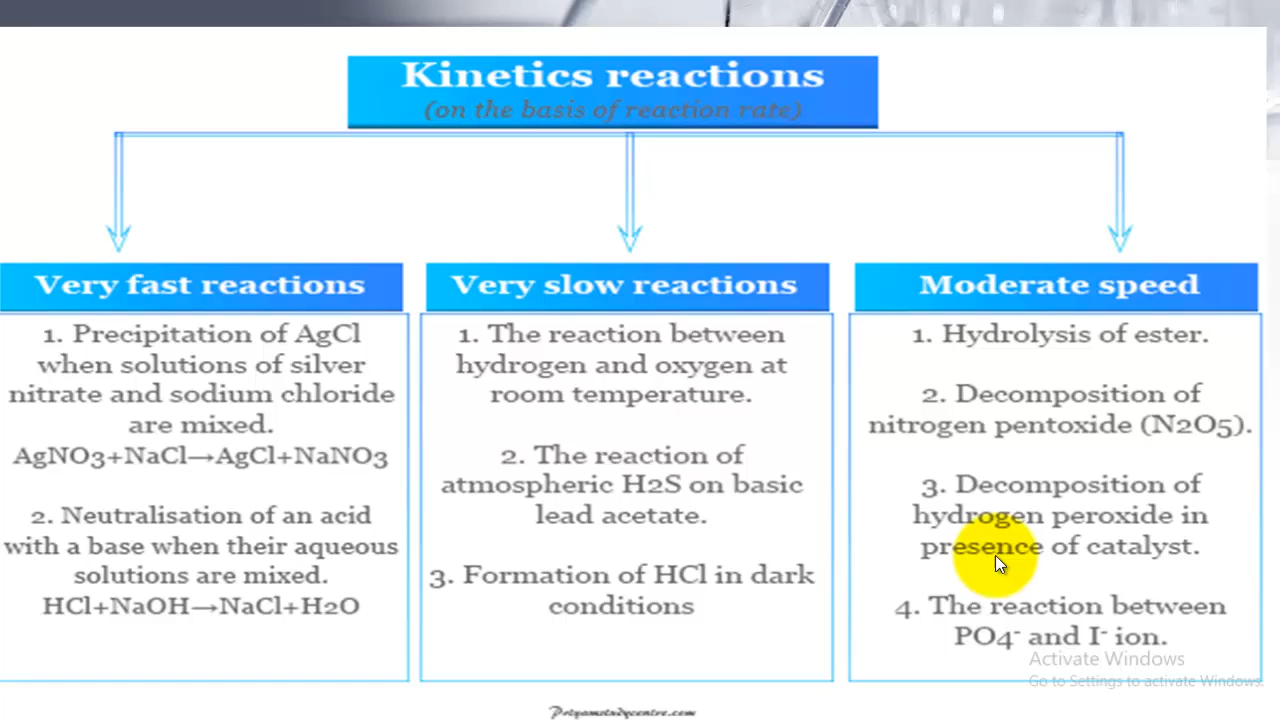 Kinetics reactions
(on the basis of reaction rate)
Very fast reactions
1. Precipitation of AgCl
when solutions of silver
nitrate and sodium chloride
are mixed.
AgNO3+NaCl→AgCl+NaNO3
2. Neutralisation of an acid
with a base when their aqueous
solutions are mixed.
HCl+NaOH→NaCl+H2O
Very slow reactions
1. The reaction between
hydrogen and oxygen at
room temperature.
2. The reaction of
atmospheric H2S on basic
lead acetate.
3. Formation of HCl in dark
conditions
Moderate speed
1. Hydrolysis of ester.
2. Decomposition of
nitrogen pentoxide (N2O5).
3. Decomposition of
hydrogen peroxide in
presence of catalyst.
4. The reaction between
PO4⁻ and I⁻ ion.
Activate Windows
Go to Settings to activate Windows.
Priyamstudycentre.com